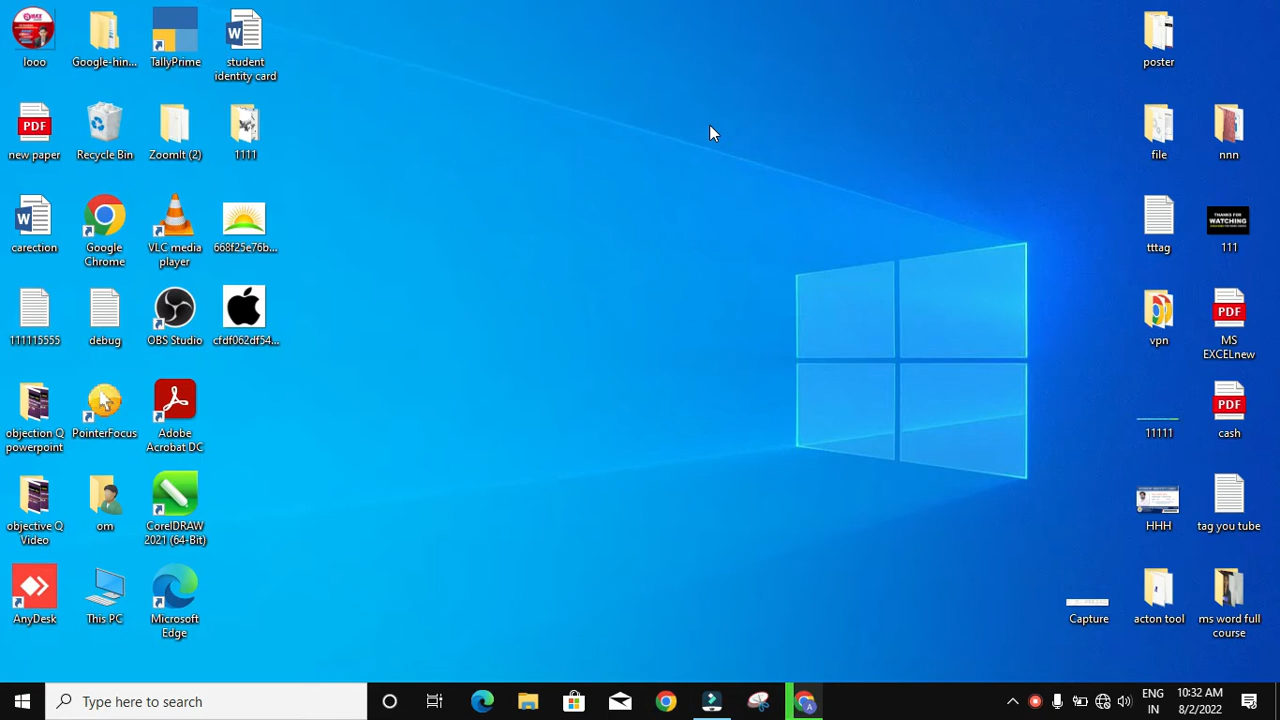 looo
Google-hin...
TallyPrime
student
identity card
poster
PDF
new paper
Recycle Bin
ZoomIt (2)
1111
file
nnn
carection
Google
Chrome
VLC media
player
668f25e76b...
tttag
THANKS FOR
WATCHING
111
111115555
debug
OBS Studio
cfdf062df54...
vpn
PDF
MS
EXCELnew
objection Q
powerpoint
PointerFocus
Adobe
Acrobat DC
11111
PDF
cash
objective Q
Video
om
CorelDRAW
2021 (64-Bit)
HHH
tag you tube
AnyDesk
This PC
Microsoft
Edge
Capture
acton tool
ms word full
course
Type here to search
ENG
IN
10:32 AM
8/2/2022